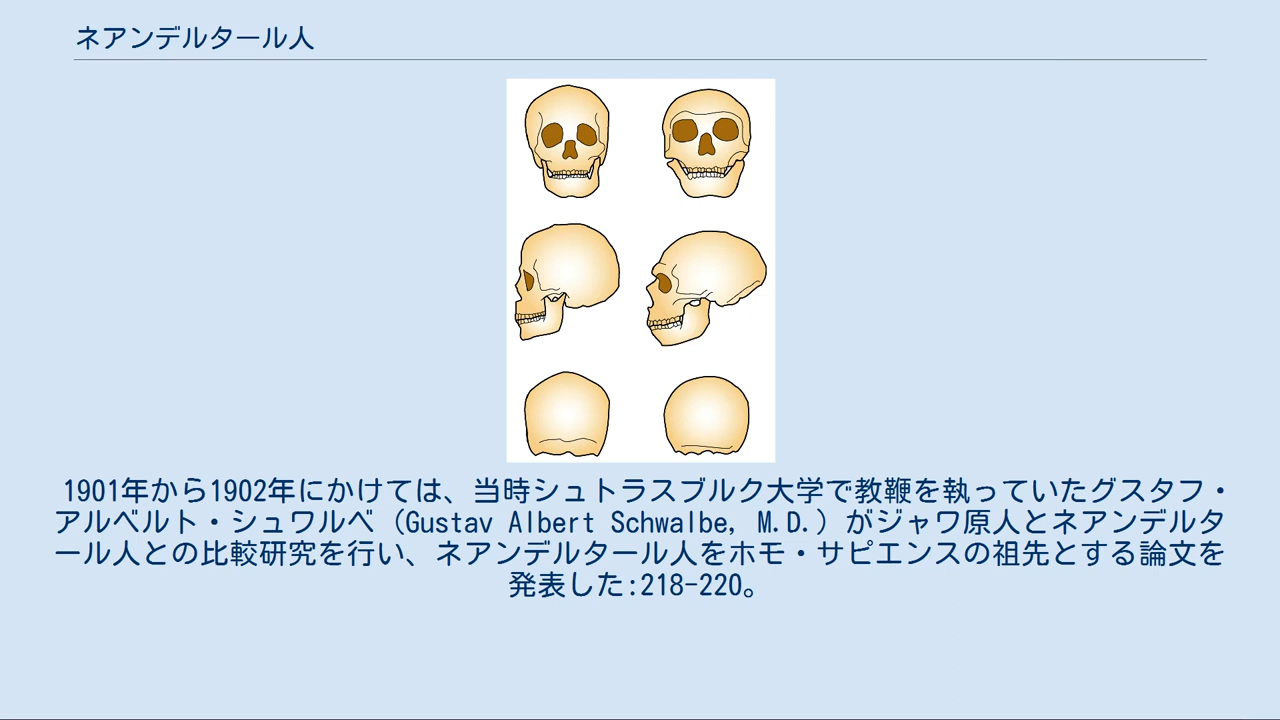 ネアンデルタール人
1901年から1902年にかけては、当時シュトラスブルク大学で教鞭を執っていたグスタフ・
アルベルト・シュワルベ（Gustav Albert Schwalbe, M.D.）がジャワ原人とネアンデルタ
ール人との比較研究を行い、ネアンデルタール人をホモ・サピエンスの祖先とする論文を
発表した:218-220。